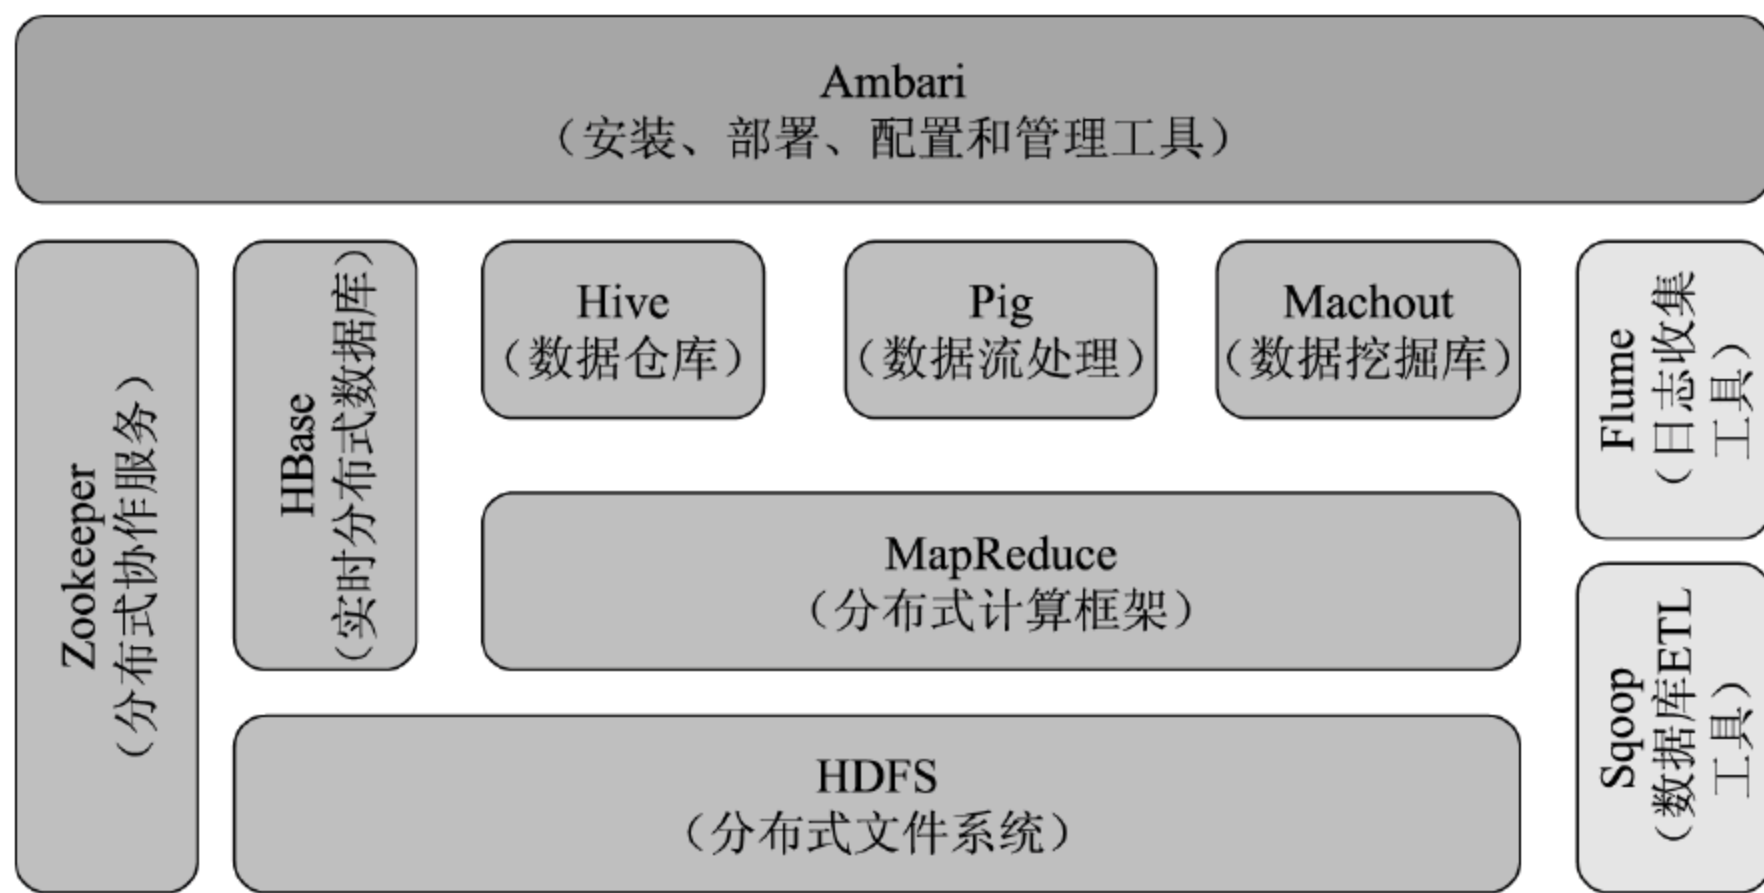 Ambari
（安装、部署、配置和管理工具）
Zookeeper
（分布式协作服务）
HBase
（实时分布式数据库）
Hive
（数据仓库）
Pig
（数据流处理）
Machout
（数据挖掘库）
Flume
（日志收集
工具）
MapReduce
（分布式计算框架）
Sqoop
（数据库ETL
工具）
HDFS
（分布式文件系统）